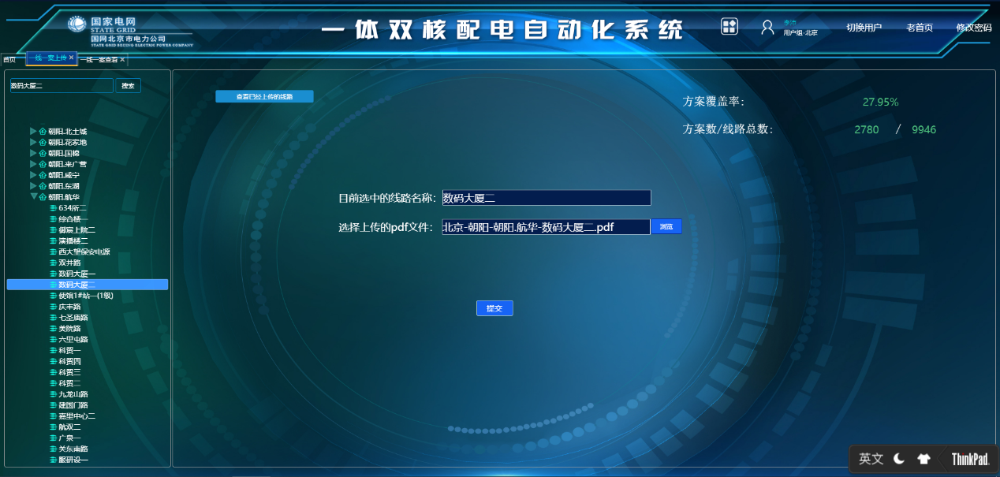 国家电网
STATE GRID
国网北京市电力公司
STATE GRID BEIJING ELECTRIC POWER COMPANY
一体双核配电自动化系统
用户组:北京
切换用户
老首页
修改密码
首页
一线一案上传 ×
一线一案查看 ×
数码大厦二
搜索
查看已经上传的线路
方案覆盖率:
27.95%
方案数/线路总数:
2780 / 9946
朝阳.北土城
朝阳.花家地
朝阳.国棉
朝阳.来广营
朝阳.咸宁
朝阳.东湖
朝阳.航华
634所二
综合楼一
御宸上院二
演播楼二
西大望保安电源
双井路
数码大厦一
数码大厦二
使馆1#站一(1级)
庆丰路
七圣庙路
美院路
六里屯路
科贸一
科贸四
科贸三
科贸二
九龙山路
建国门路
嘉里中心二
航双二
广泉一
关东南路
服研设一
目前选中的线路名称:
数码大厦二
选择上传的pdf文件:
北京-朝阳-朝阳.航华-数码大厦二.pdf
浏览
提交
英文
ThinkPad